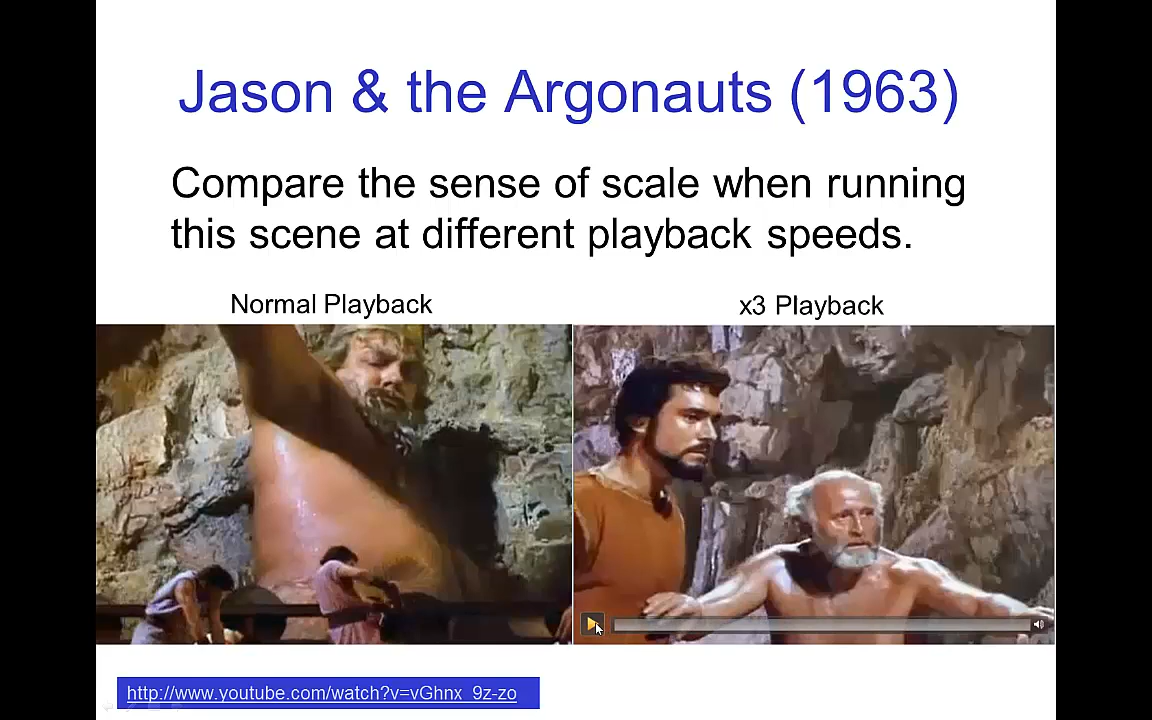 Jason & the Argonauts (1963)
Compare the sense of scale when running
this scene at different playback speeds.
Normal Playback
x3 Playback
http://www.youtube.com/watch?v=vGhnx_9z-zo